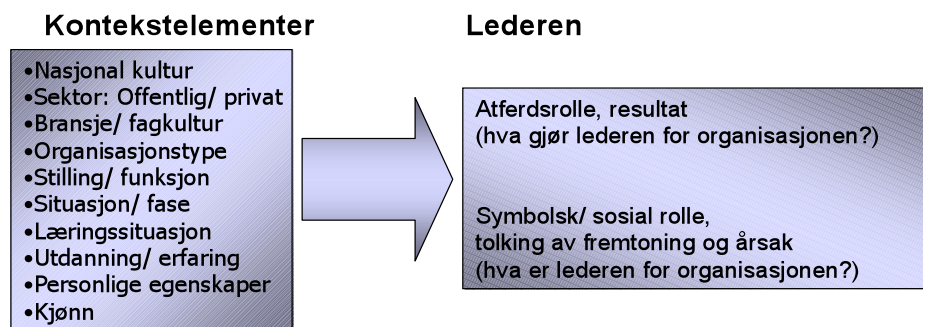 Kontekstelementer
•Nasjonal kultur
•Sektor: Offentlig/ privat
•Bransje/ fagkultur
•Organisasjonstype
•Stilling/ funksjon
•Situasjon/ fase
•Læringssituasjon
•Utdanning/ erfaring
•Personlige egenskaper
•Kjønn
Lederen
Atferdsrolle, resultat
(hva gjør lederen for organisasjonen?)
Symbolsk/ sosial rolle,
tolking av fremtoning og årsak
(hva er lederen for organisasjonen?)